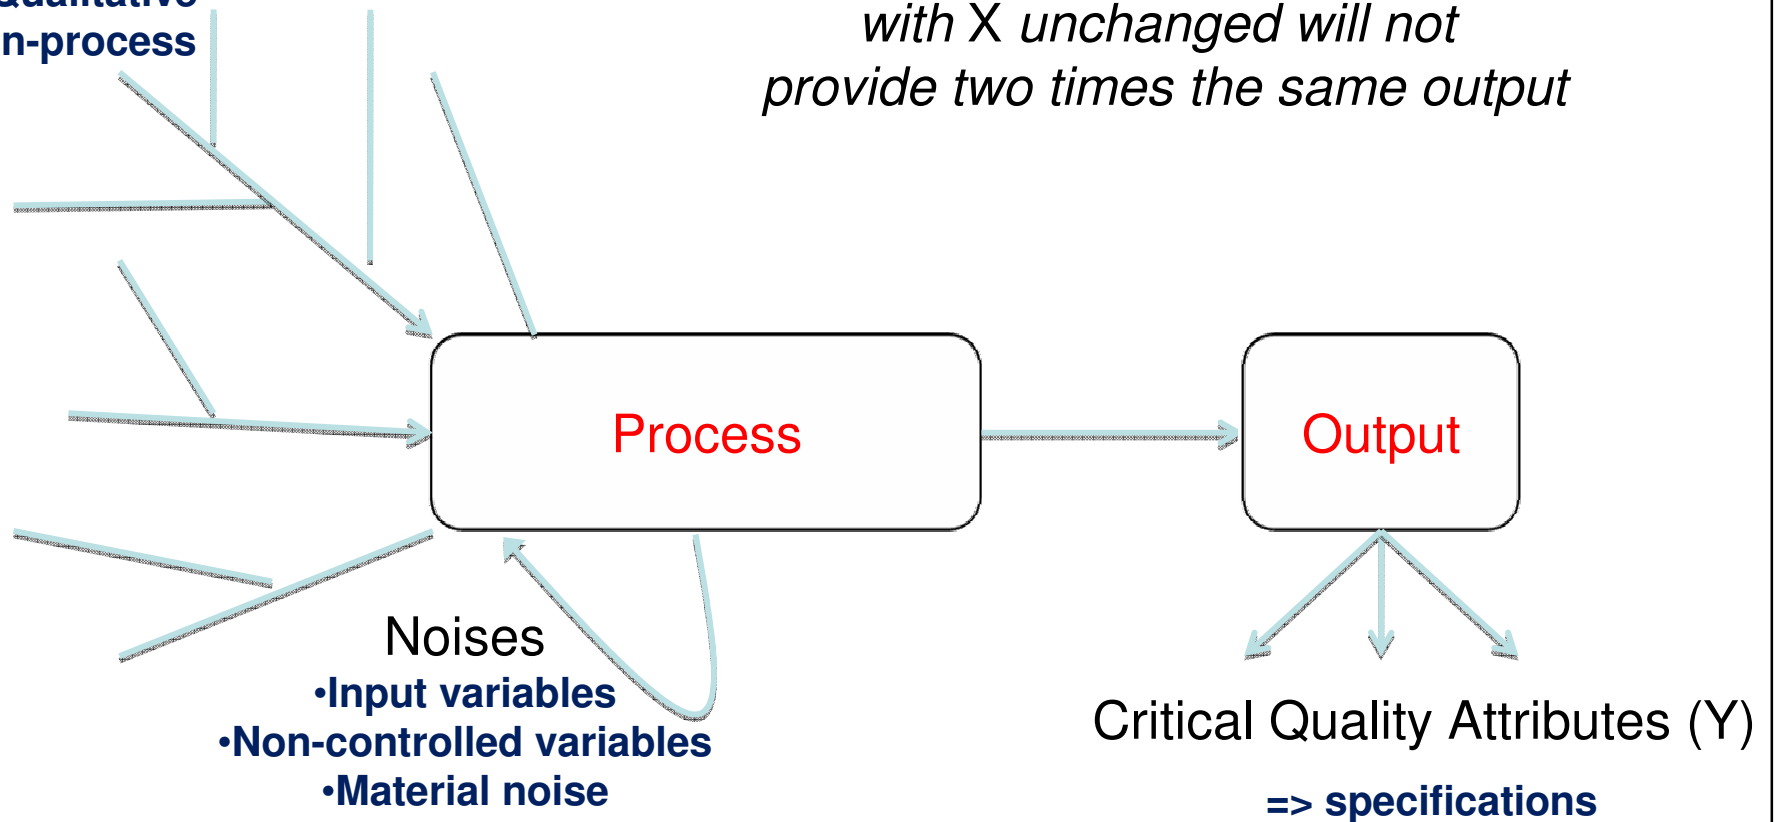 Qualitative
n-process
with X unchanged will not
provide two times the same output
Process
Output
Noises
•Input variables
•Non-controlled variables
•Material noise
Critical Quality Attributes (Y)
=> specifications